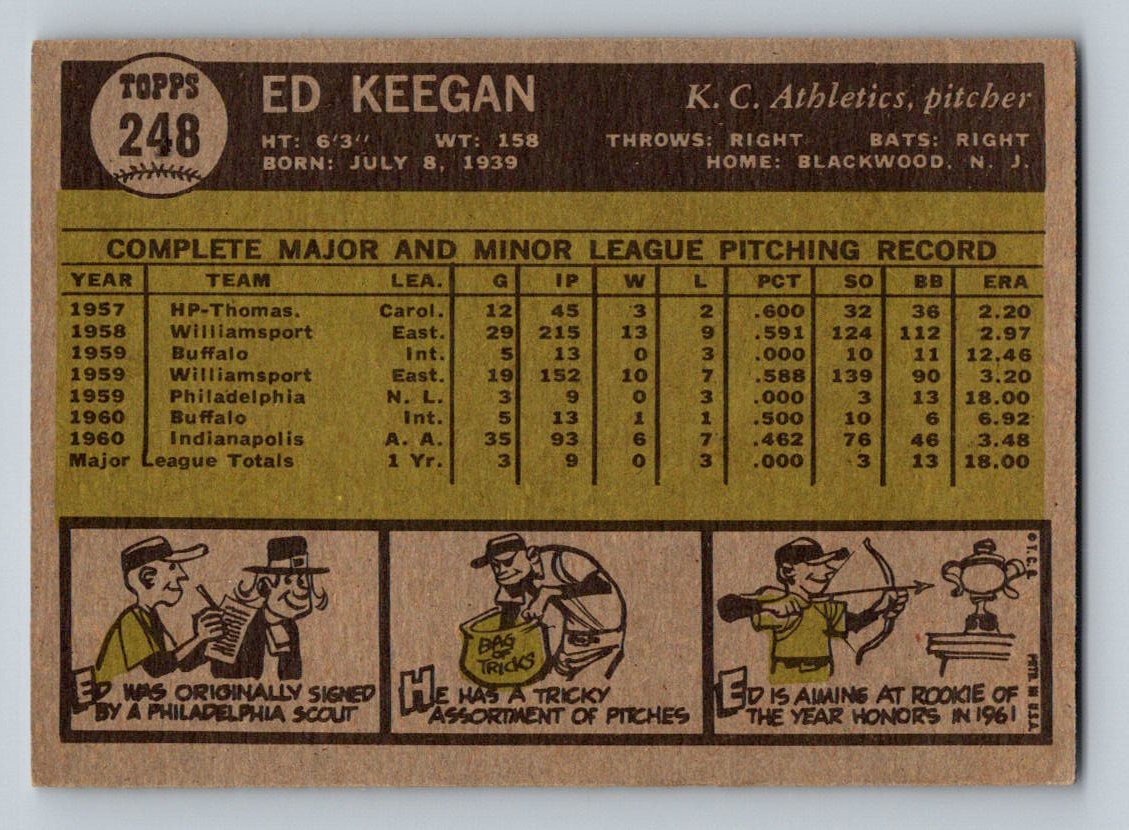 TOPPS
248
ED KEEGAN
K. C. Athletics, pitcher
HT: 6'3" WT: 158 THROWS: RIGHT BATS: RIGHT
BORN: JULY 8, 1939 HOME: BLACKWOOD, N. J.
COMPLETE MAJOR AND MINOR LEAGUE PITCHING RECORD
YEAR TEAM LEA. G IP W L PCT SO BB ERA
1957 HP-Thomas. Carol. 12 45 3 2 .600 32 36 2.20
1958 Williamsport East. 29 215 13 9 .591 124 112 2.97
1959 Buffalo Int. 5 13 0 3 .000 10 11 12.46
1959 Williamsport East. 19 152 10 7 .588 139 90 3.20
1959 Philadelphia N. L. 3 9 0 3 .000 3 13 18.00
1960 Buffalo Int. 5 13 1 1 .500 10 6 6.92
1960 Indianapolis A. A. 35 93 6 7 .462 76 46 3.48
Major League Totals 1 Yr. 3 9 0 3 .000 3 13 18.00
ED WAS ORIGINALLY SIGNED
BY A PHILADELPHIA SCOUT
BAG
OF
TRICKS
HE HAS A TRICKY
ASSORTMENT OF PITCHES
ED IS AIMING AT ROOKIE OF
THE YEAR HONORS IN 1961
© T.C.G. PRTD. IN U.S.A.